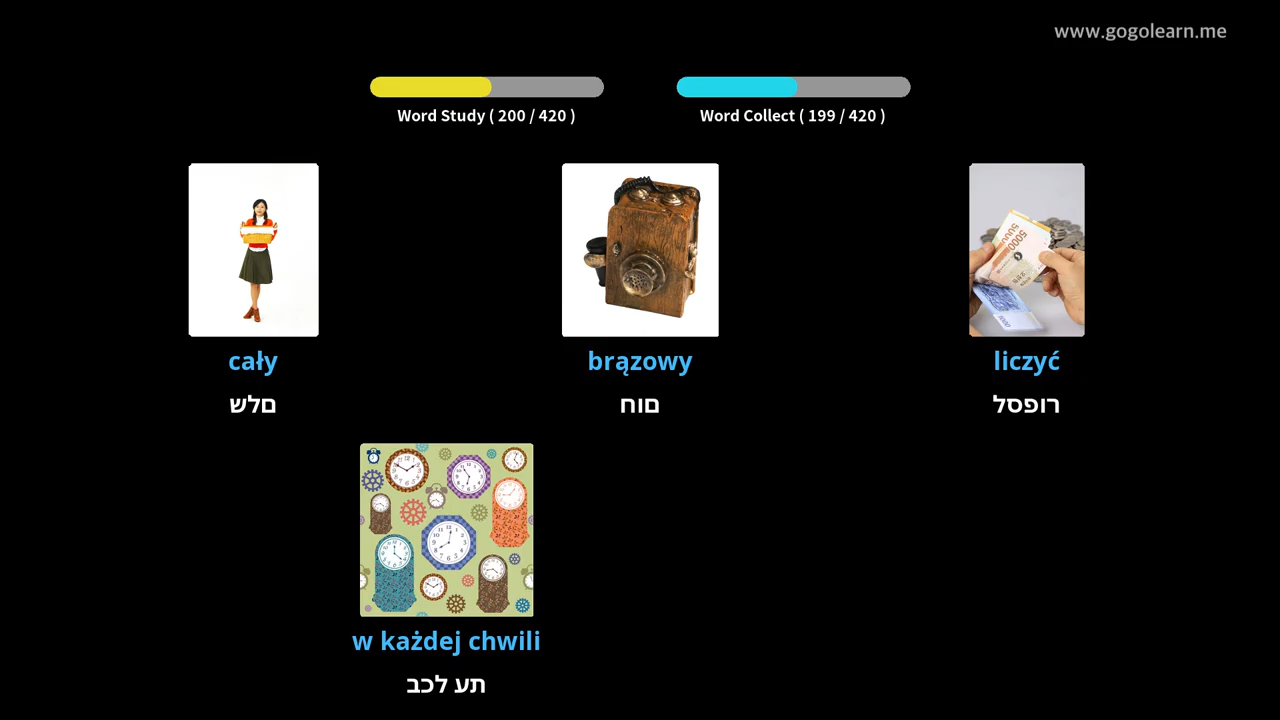 www.gogolearn.me
Word Study ( 200 / 420 )
Word Collect ( 199 / 420 )
cały
brązowy
liczyć
שלם
חום
לספור
w każdej chwili
בכל עת